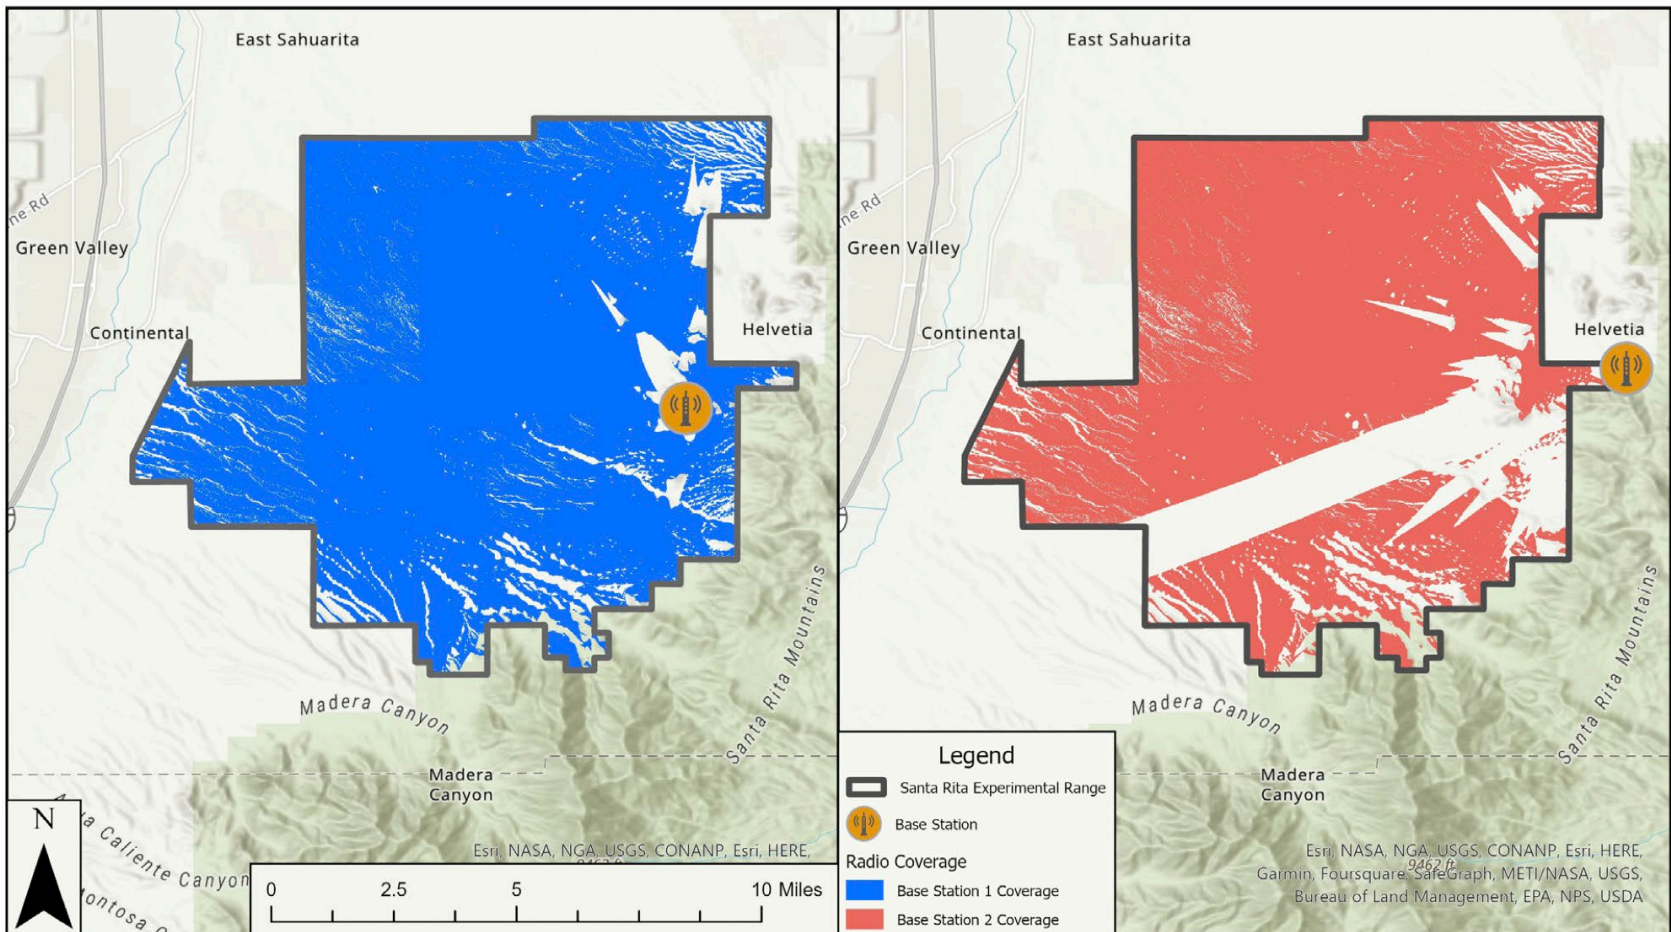 East Sahuarita
ne Rd
Green Valley
Continental
Helvetia
Santa Rita Mountains
Madera Canyon
Madera
Canyon
Caliente Canyon
N
Esri, NASA, NGA, USGS, CONANP, Esri, HERE,
0 2.5 5 10 Miles
East Sahuarita
ne Rd
Green Valley
Continental
Helvetia
Santa Rita Mountains
Madera Canyon
Madera
Canyon
Legend
Santa Rita Experimental Range
Base Station
Radio Coverage
Base Station 1 Coverage
Base Station 2 Coverage
9462 ft
Esri, NASA, NGA, USGS, CONANP, Esri, HERE,
Garmin, Foursquare, SafeGraph, METI/NASA, USGS,
Bureau of Land Management, EPA, NPS, USDA